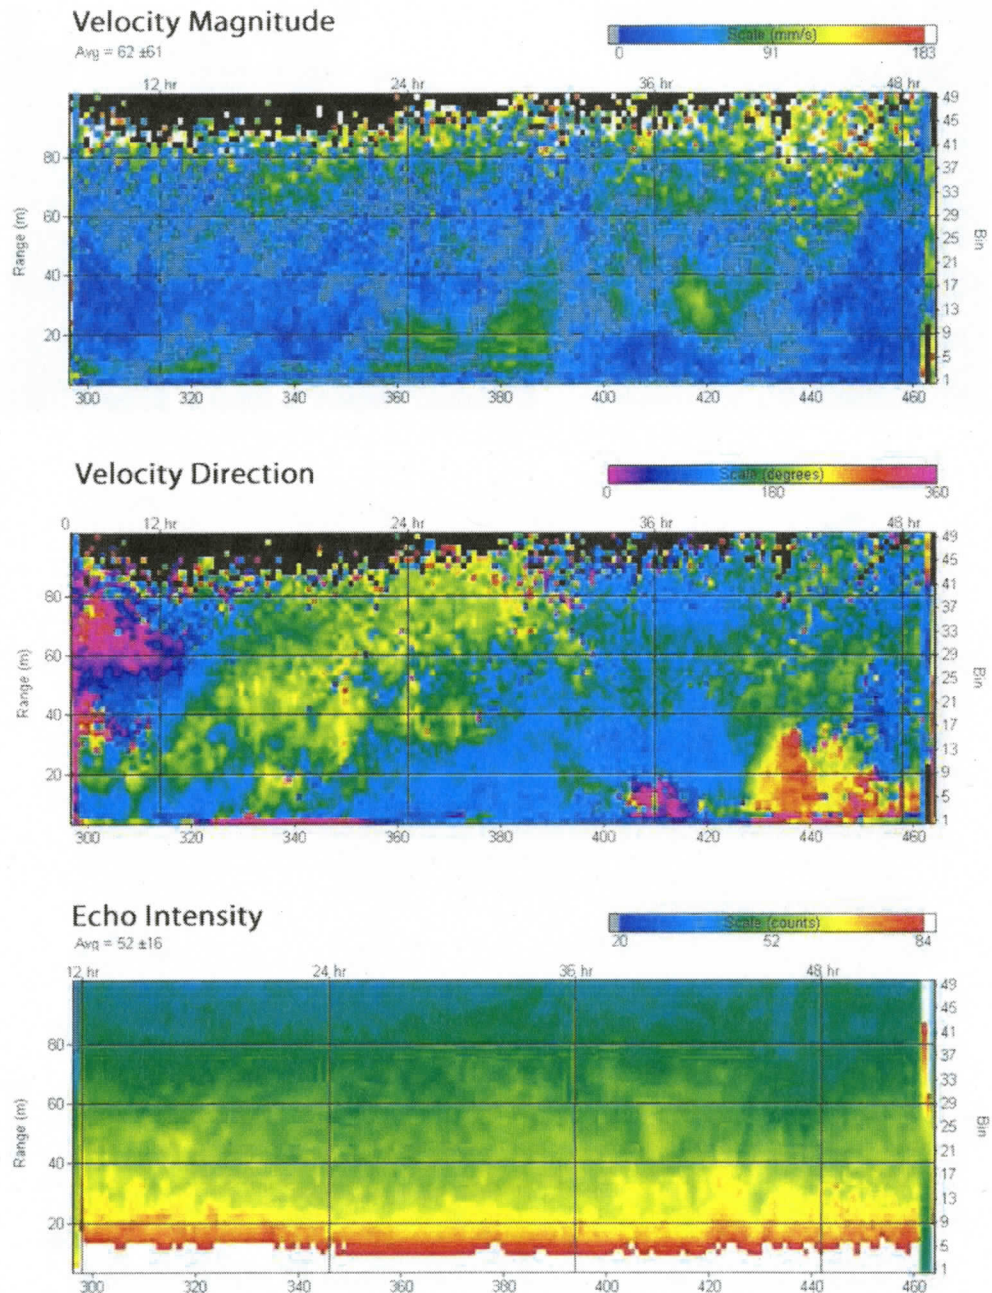 Velocity Magnitude
Avg = 62 ±61
Scale (mm/s)
0 91 183
12 hr 24 hr 36 hr 48 hr
Range (m)
80
60
40
20
49
45
41
37
33
29
25
21
17
13
9
5
1
Bin
300 320 340 360 380 400 420 440 460
Velocity Direction
Scale (degrees)
0 180 360
0 12 hr 24 hr 36 hr 48 hr
Range (m)
80
60
40
20
49
45
41
37
33
29
25
21
17
13
9
5
1
Bin
300 320 340 360 380 400 420 440 460
Echo Intensity
Avg = 52 ±16
Scale (counts)
20 52 84
12 hr 24 hr 36 hr 48 hr
Range (m)
80
60
40
20
49
45
41
37
33
29
25
21
17
13
9
5
1
Bin
300 320 340 360 380 400 420 440 460